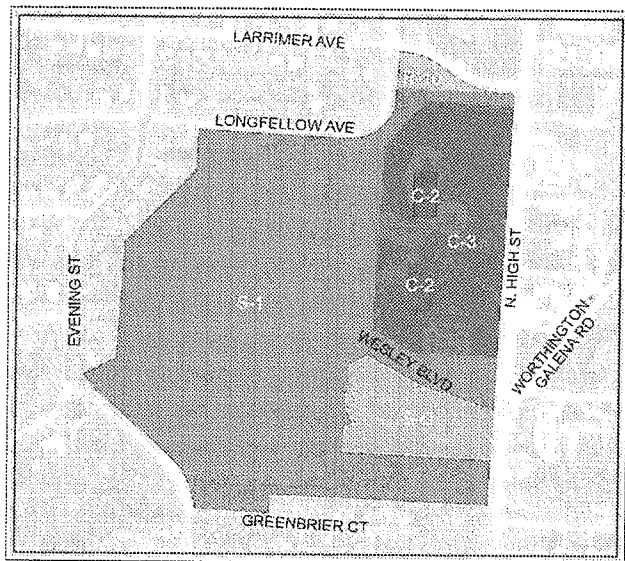 LARRIMER AVE
LONGFELLOW AVE
C-2
C-3
N. HIGH ST
EVENING ST
S-1
C-2
WESLEY BLVD
WORTHINGTON-
GALENA RD
GREENBRIER CT